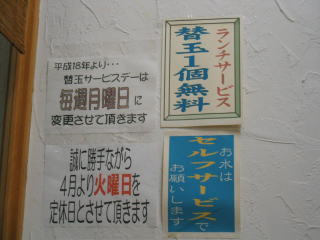 平成18年より・・・
替玉サービスデーは
毎週月曜日に
変更させて頂きます
誠に勝手ながら
4月より火曜日を
定休日とさせて頂きます
ランチサービス
替玉1個無料
お水は
セルフサービスで
お願いします